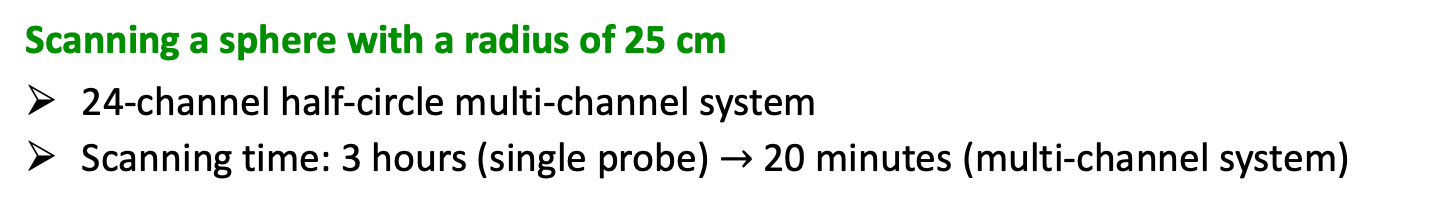 Scanning a sphere with a radius of 25 cm
➢ 24-channel half-circle multi-channel system
➢ Scanning time: 3 hours (single probe) → 20 minutes (multi-channel system)